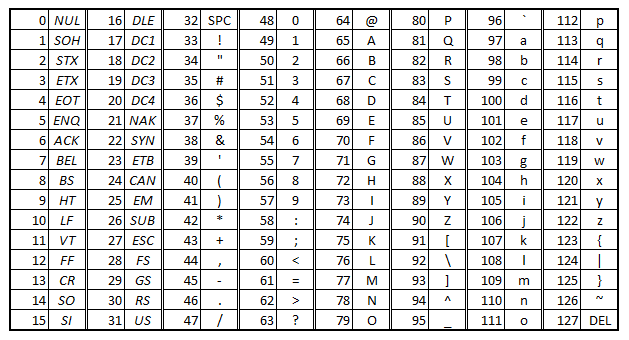 0 NUL 16 DLE 32 SPC 48 0 64 @ 80 P 96 ` 112 p
1 SOH 17 DC1 33 ! 49 1 65 A 81 Q 97 a 113 q
2 STX 18 DC2 34 " 50 2 66 B 82 R 98 b 114 r
3 ETX 19 DC3 35 # 51 3 67 C 83 S 99 c 115 s
4 EOT 20 DC4 36 $ 52 4 68 D 84 T 100 d 116 t
5 ENQ 21 NAK 37 % 53 5 69 E 85 U 101 e 117 u
6 ACK 22 SYN 38 & 54 6 70 F 86 V 102 f 118 v
7 BEL 23 ETB 39 ' 55 7 71 G 87 W 103 g 119 w
8 BS 24 CAN 40 ( 56 8 72 H 88 X 104 h 120 x
9 HT 25 EM 41 ) 57 9 73 I 89 Y 105 i 121 y
10 LF 26 SUB 42 * 58 : 74 J 90 Z 106 j 122 z
11 VT 27 ESC 43 + 59 ; 75 K 91 [ 107 k 123 {
12 FF 28 FS 44 , 60 < 76 L 92 \ 108 l 124 |
13 CR 29 GS 45 - 61 = 77 M 93 ] 109 m 125 }
14 SO 30 RS 46 . 62 > 78 N 94 ^ 110 n 126 ~
15 SI 31 US 47 / 63 ? 79 O 95 _ 111 o 127 DEL